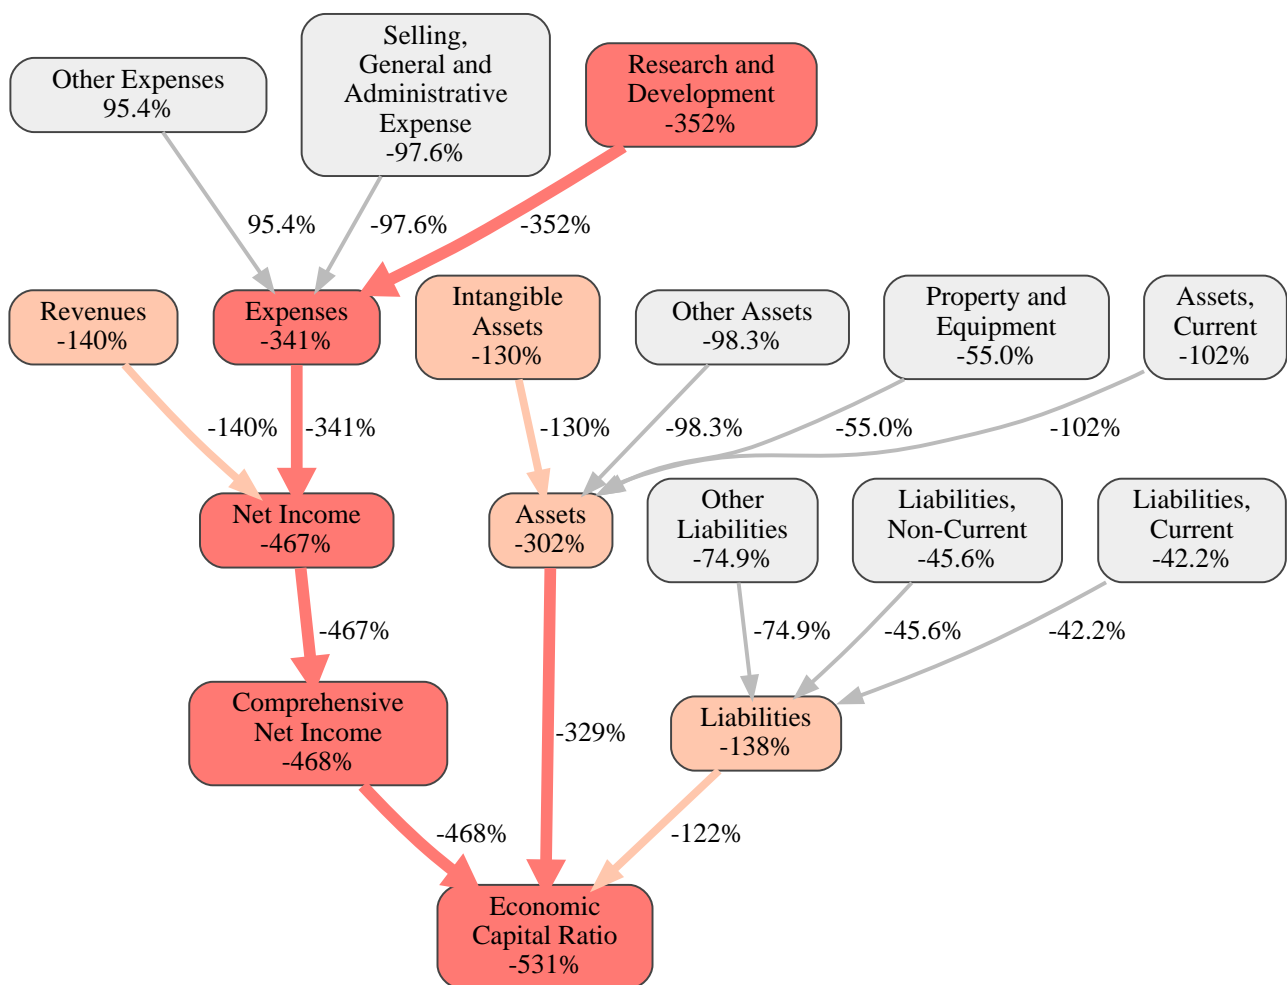 Other Expenses
95.4%
Selling,
General and
Administrative
Expense
-97.6%
Research and
Development
-352%
95.4%
-97.6%
-352%
Revenues
-140%
Expenses
-341%
Intangible
Assets
-130%
Other Assets
-98.3%
Property and
Equipment
-55.0%
Assets,
Current
-102%
-140%
-341%
-130%
-98.3%
-55.0%
-102%
Net Income
-467%
Assets
-302%
Other
Liabilities
-74.9%
Liabilities,
Non-Current
-45.6%
Liabilities,
Current
-42.2%
-467%
-74.9%
-45.6%
-42.2%
Comprehensive
Net Income
-468%
-329%
Liabilities
-138%
-468%
-122%
Economic
Capital Ratio
-531%